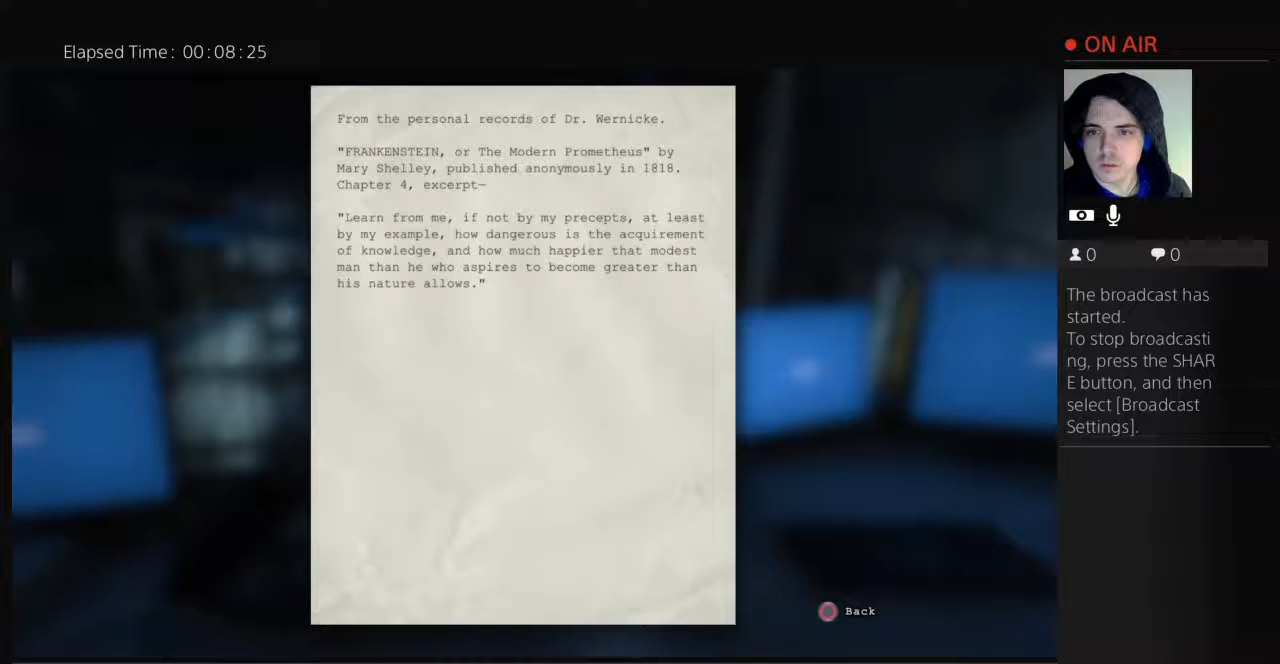 Elapsed Time: 00:08:25
ON AIR
From the personal records of Dr. Wernicke.
"FRANKENSTEIN, or The Modern Prometheus" by
Mary Shelley, published anonymously in 1818.
Chapter 4, excerpt—
"Learn from me, if not by my precepts, at least
by my example, how dangerous is the acquirement
of knowledge, and how much happier that modest
man than he who aspires to become greater than
his nature allows."
Back
0 0
The broadcast has
started.
To stop broadcasti
ng, press the SHAR
E button, and then
select [Broadcast
Settings].